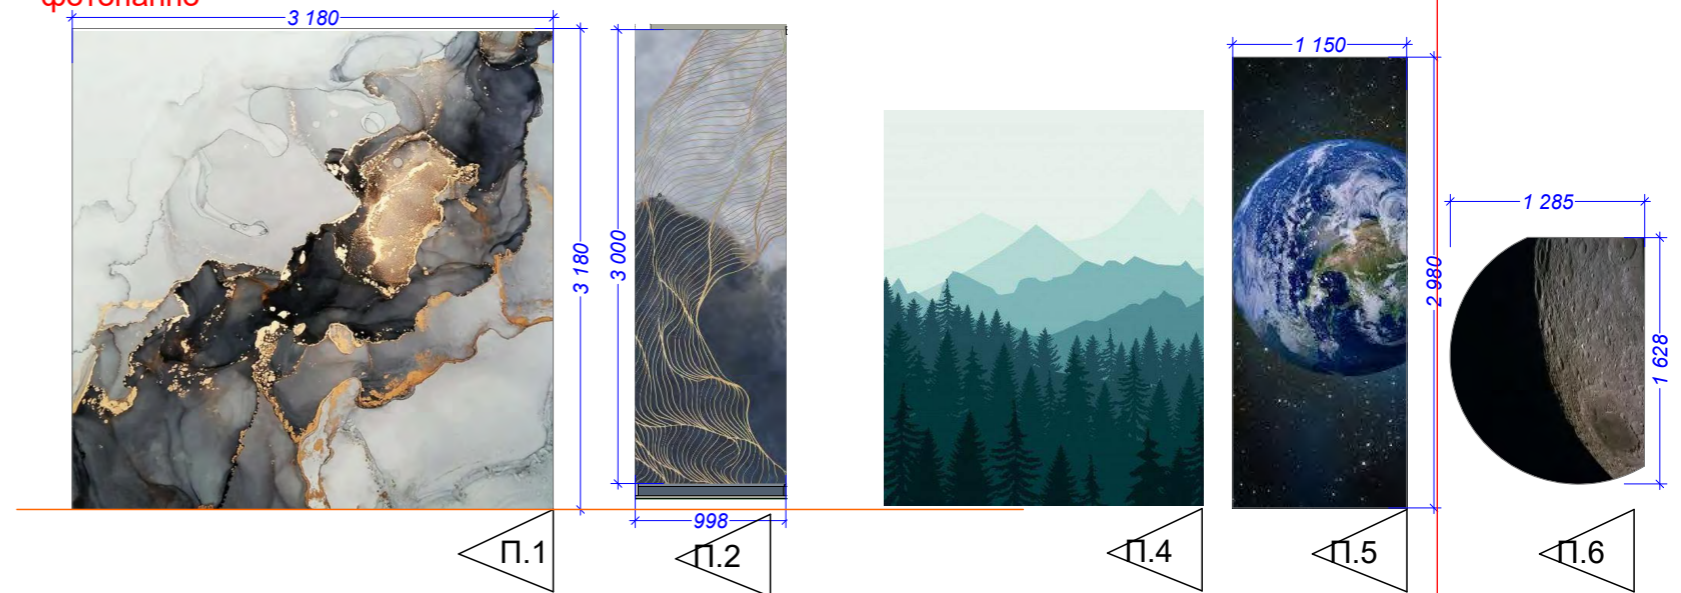 фотопанно
3 180
3 180
3 000
998
1 150
2 980
1 285
1 628
П.1
П.2
П.4
П.5
П.6